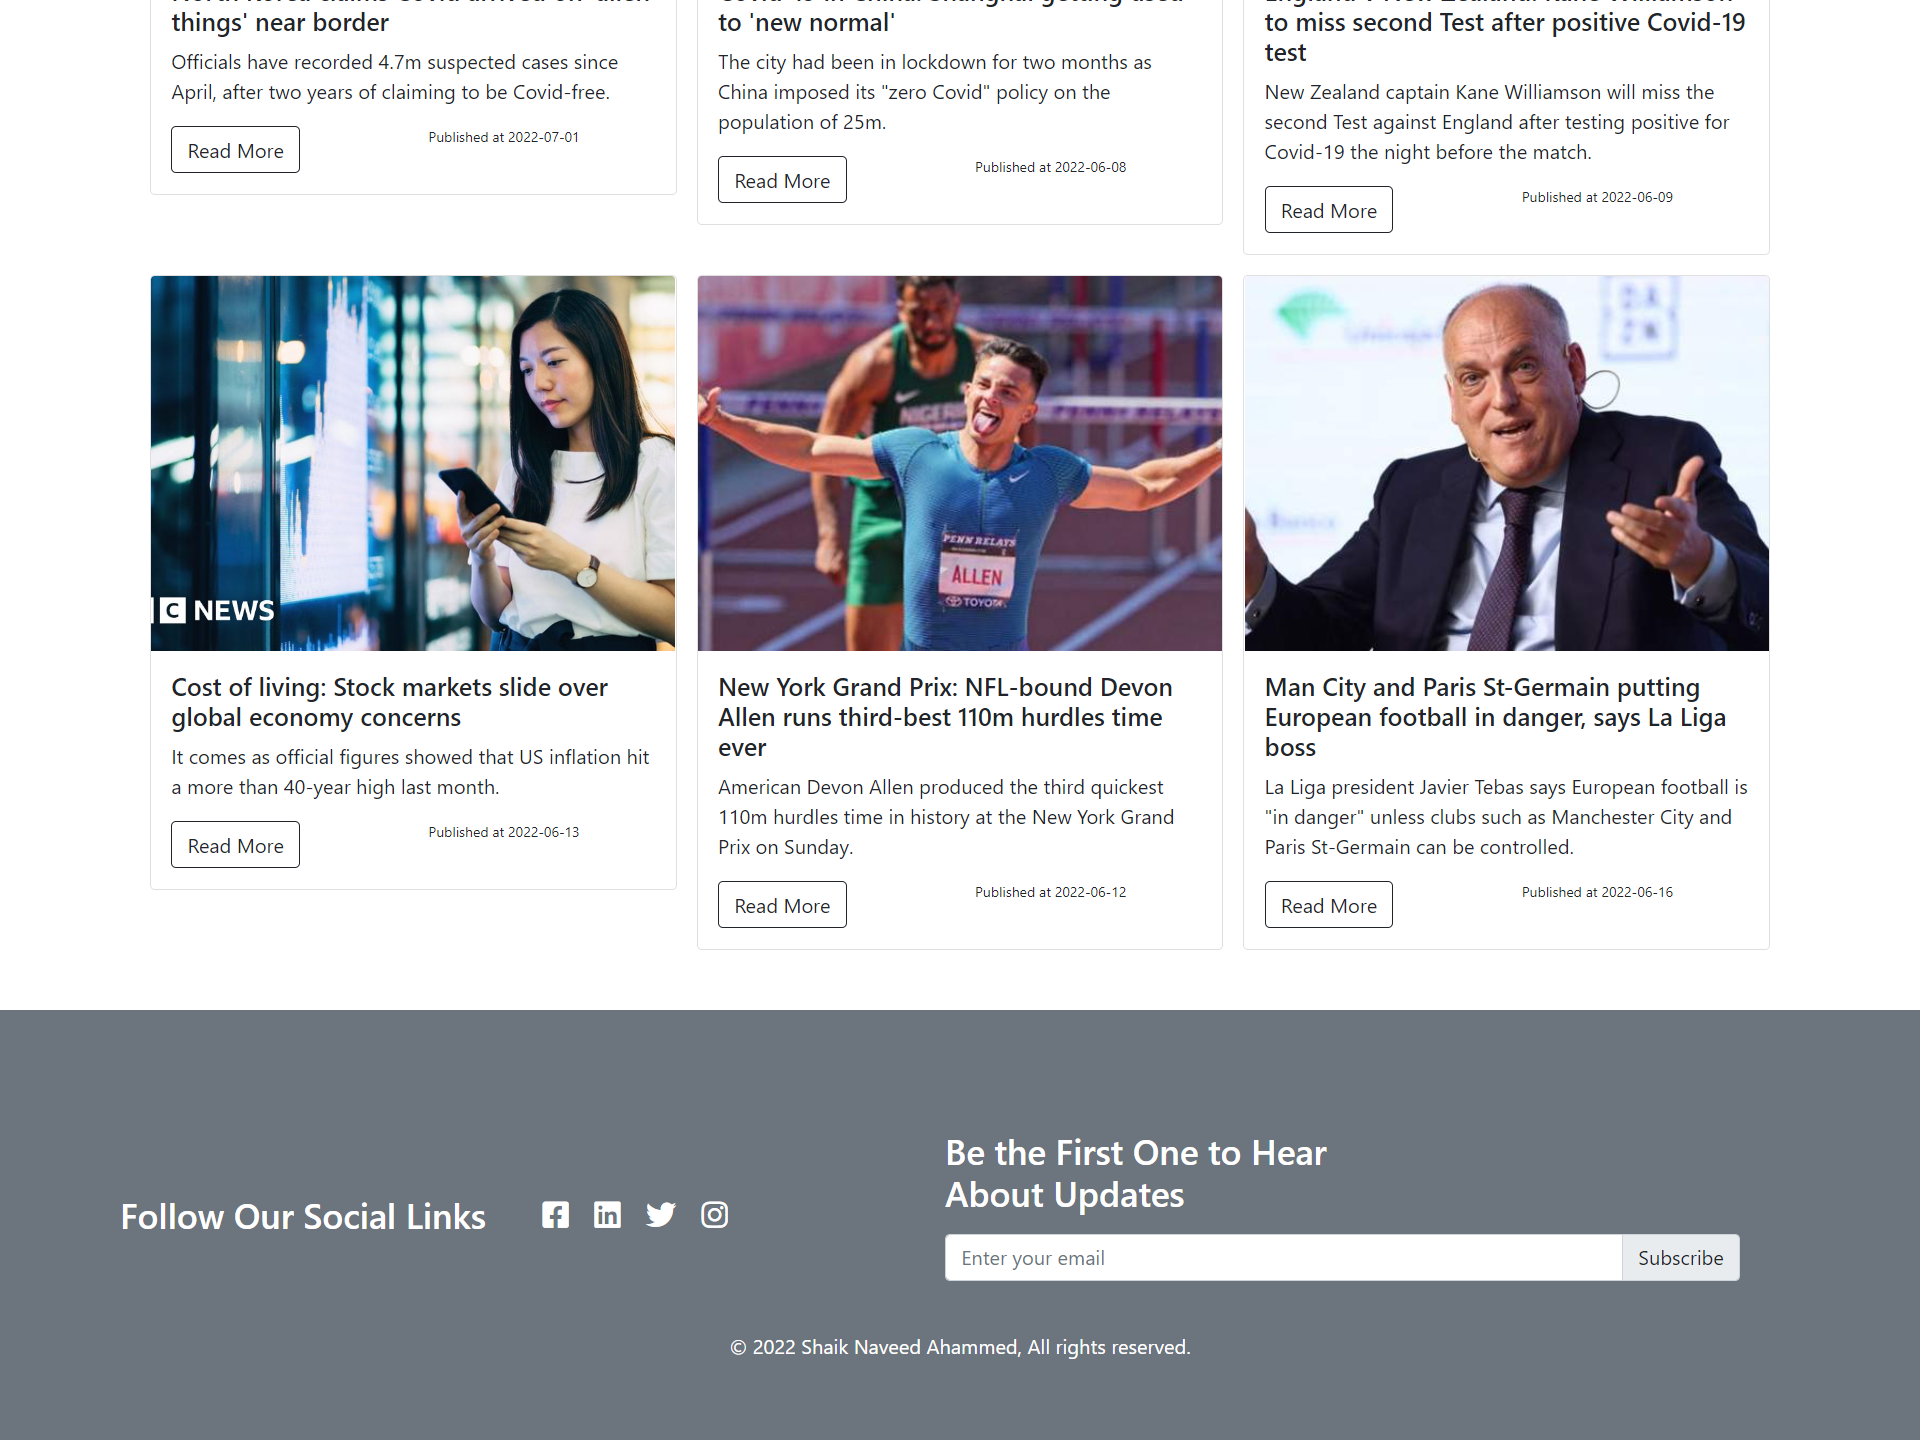 things' near border
Officials have recorded 4.7m suspected cases since
April, after two years of claiming to be Covid-free.
Read More
Published at 2022-07-01
to 'new normal'
The city had been in lockdown for two months as
China imposed its "zero Covid" policy on the
population of 25m.
Read More
Published at 2022-06-08
to miss second Test after positive Covid-19
test
New Zealand captain Kane Williamson will miss the
second Test against England after testing positive for
Covid-19 the night before the match.
Read More
Published at 2022-06-09
C NEWS
Cost of living: Stock markets slide over
global economy concerns
It comes as official figures showed that US inflation hit
a more than 40-year high last month.
Read More
Published at 2022-06-13
PENN RELAYS
ALLEN
TOYOTA
New York Grand Prix: NFL-bound Devon
Allen runs third-best 110m hurdles time
ever
American Devon Allen produced the third quickest
110m hurdles time in history at the New York Grand
Prix on Sunday.
Read More
Published at 2022-06-12
DAZN
Man City and Paris St-Germain putting
European football in danger, says La Liga
boss
La Liga president Javier Tebas says European football is
"in danger" unless clubs such as Manchester City and
Paris St-Germain can be controlled.
Read More
Published at 2022-06-16
Follow Our Social Links
Be the First One to Hear
About Updates
Enter your email
Subscribe
© 2022 Shaik Naveed Ahammed, All rights reserved.